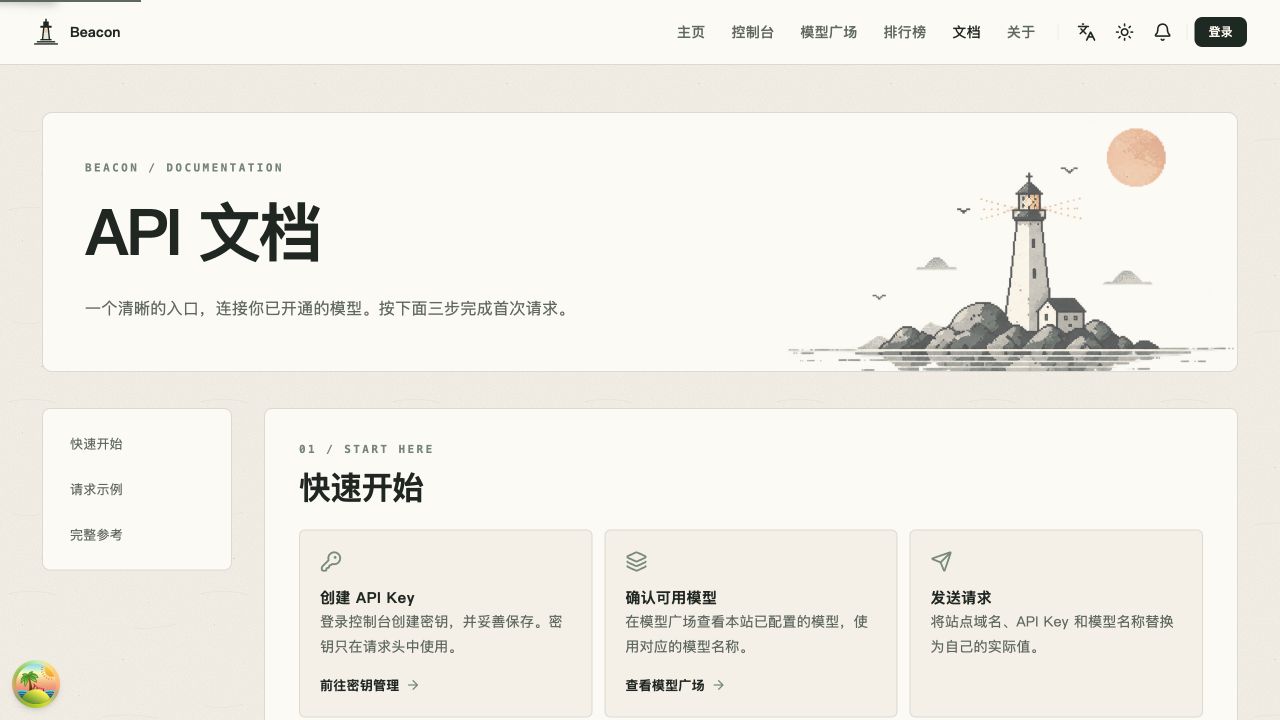 Beacon
主页 控制台 模型广场 排行榜 文档 关于 登录
BEACON / DOCUMENTATION
API 文档
一个清晰的入口，连接你已开通的模型。按下面三步完成首次请求。
快速开始
请求示例
完整参考
01 / START HERE
快速开始
创建 API Key
登录控制台创建密钥，并妥善保存。密
钥只在请求头中使用。
前往密钥管理 →
确认可用模型
在模型广场查看本站已配置的模型，使
用对应的模型名称。
查看模型广场 →
发送请求
将站点域名、API Key 和模型名称替换
为自己的实际值。